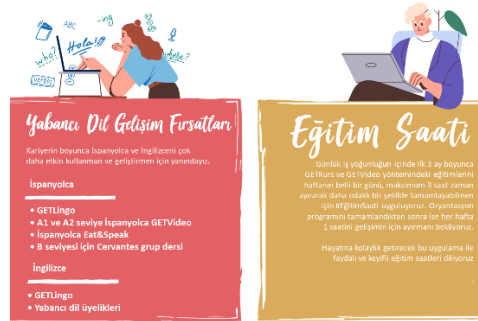 ABC
-ing
Hola!
who?
where?
verbs
Yabancı Dil Gelişim Fırsatları
Kariyerin boyunca İspanyolca ve İngilizceni çok
daha etkin kullanman ve geliştirmen için yanındayız.
İspanyolca
• GETLingo
• A1 ve A2 seviye İspanyolca GETVideo
• İspanyolca Eat&Speak
• B seviyesi için Cervantes grup dersi
İngilizce
• GETLingo
• Yabancı dil üyelikleri
Eğitim Saati
Günlük iş yoğunluğun içinde ilk 3 ay boyunca
GETKurs ve GETVideo yöntemindeki eğitimlerini
haftanın belli bir günü, maksimum 3 saat zaman
ayırarak daha odaklı bir şekilde tamamlayabilmen
için #EğitimSaati uyguluyoruz. Oryantasyon
programını tamamlandıktan sonra ise her hafta
1 saatini gelişimin için ayırmanı bekliyoruz.
Hayatına kolaylık getirecek bu uygulama ile
faydalı ve keyifli eğitim saatleri diliyoruz